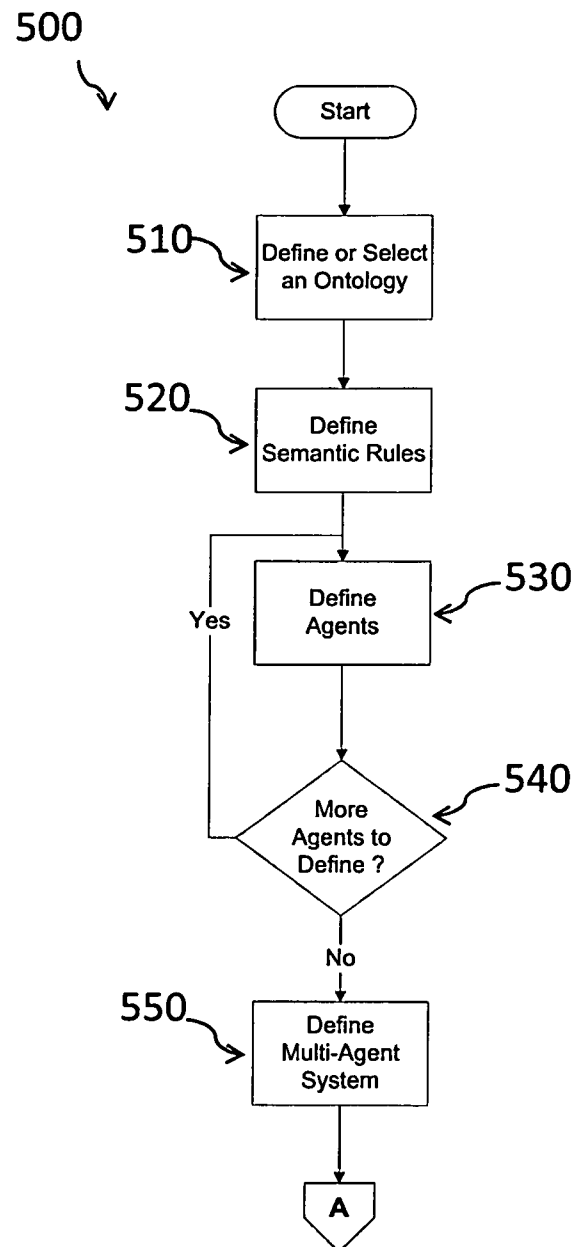 500
Start
510
Define or Select
an Ontology
520
Define
Semantic Rules
530
Define
Agents
Yes
540
More
Agents to
Define ?
No
550
Define
Multi-Agent
System
A